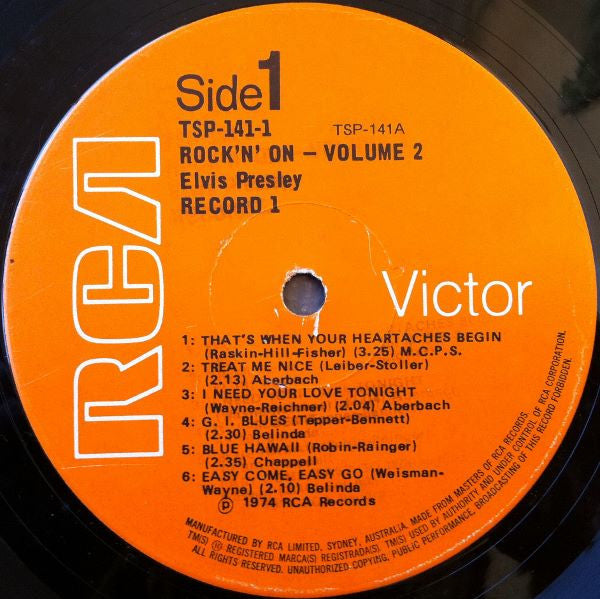 Side 1
TSP-141-1 TSP-141A
ROCK'N' ON – VOLUME 2
Elvis Presley
RECORD 1
RCA
Victor
1: THAT'S WHEN YOUR HEARTACHES BEGIN
(Raskin-Hill-Fisher) (3.25) M.C.P.S.
2: TREAT ME NICE (Leiber-Stoller)
(2.13) Aberbach
3: I NEED YOUR LOVE TONIGHT
(Wayne-Reichner) (2.04) Aberbach
4: G. I. BLUES (Tepper-Bennett)
(2.30) Belinda
5: BLUE HAWAII (Robin-Rainger)
(2.35) Chappell
6: EASY COME, EASY GO (Weisman-
Wayne) (2.10) Belinda
℗ 1974 RCA Records
MANUFACTURED BY RCA LIMITED, SYDNEY, AUSTRALIA, MADE FROM MASTERS OF RCA RECORDS.
TM(S) ® REGISTERED MARCA(S) REGISTRADA(S). TM(S) USED BY AUTHORITY AND UNDER CONTROL OF RCA CORPORATION.
ALL RIGHTS RESERVED. UNAUTHORIZED COPYING, PUBLIC PERFORMANCE, BROADCASTING OF THIS RECORD FORBIDDEN.